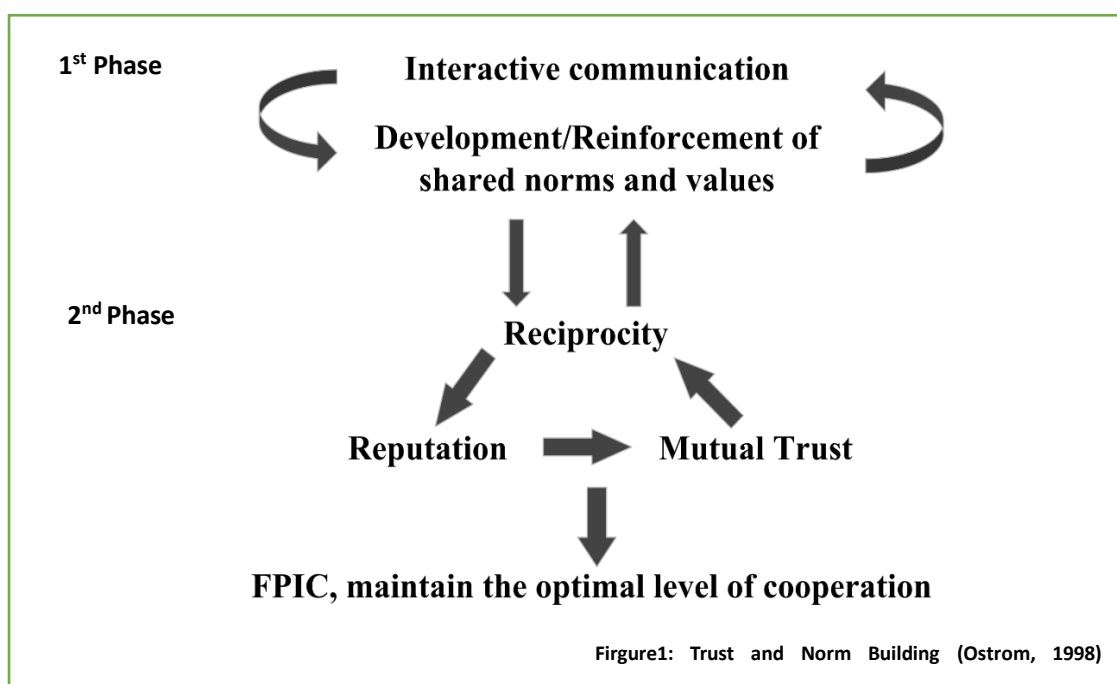 1st Phase
Interactive communication
Development/Reinforcement of
shared norms and values
2nd Phase
Reciprocity
Reputation
Mutual Trust
FPIC, maintain the optimal level of cooperation
Firgure1: Trust and Norm Building (Ostrom, 1998)